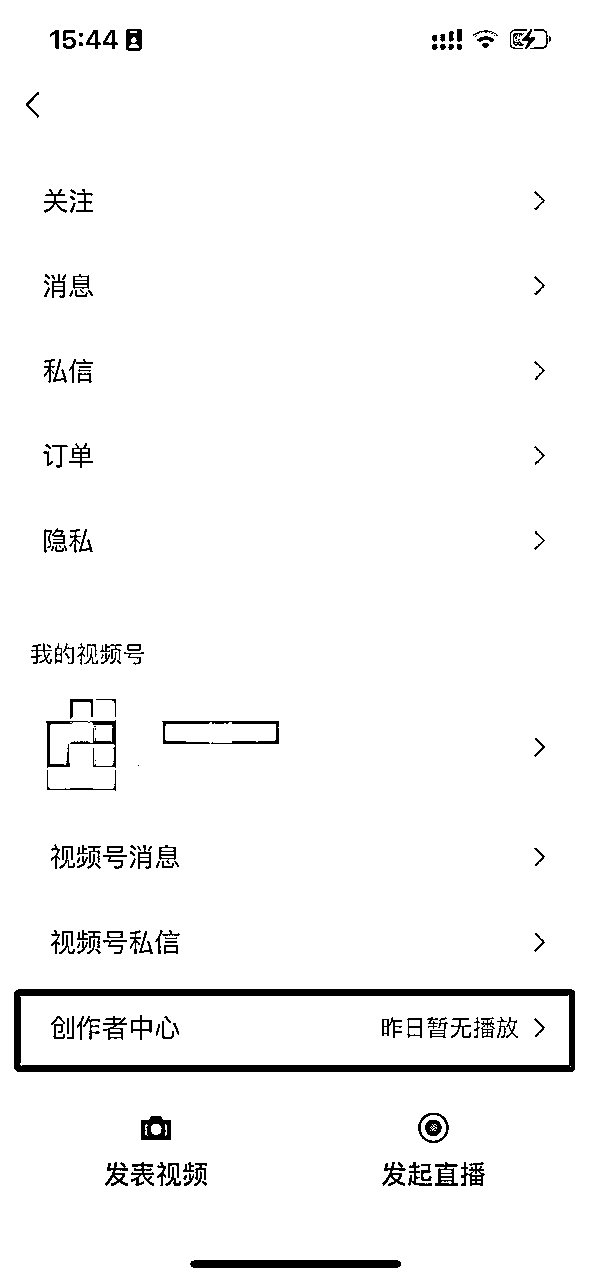 15:44
关注
消息
私信
订单
隐私
我的视频号
视频号消息
视频号私信
创作者中心 昨日暂无播放
发表视频 发起直播